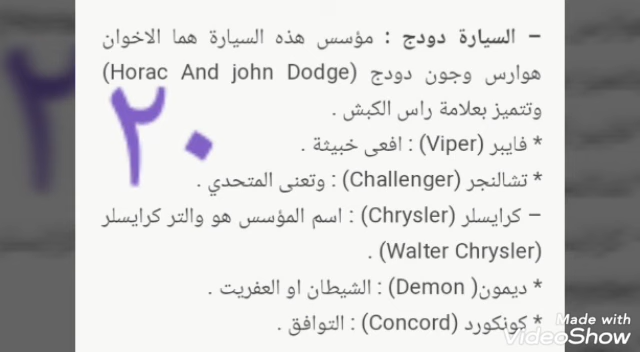 – السيارة دودج : مؤسس هذه السيارة هما الاخوان
هوارس وجون دودج (Horac And john Dodge)
وتتميز بعلامة راس الكبش .
* فايبر (Viper) : افعى خبيثة .
* تشالنجر (Challenger) : وتعنى المتحدي .
– كرايسلر (Chrysler) : اسم المؤسس هو والتر كرايسلر
(Walter Chrysler) .
* ديمون( Demon) : الشيطان او العفريت .
* كونكورد (Concord) : التوافق .
٢٠
Made with
VideoShow